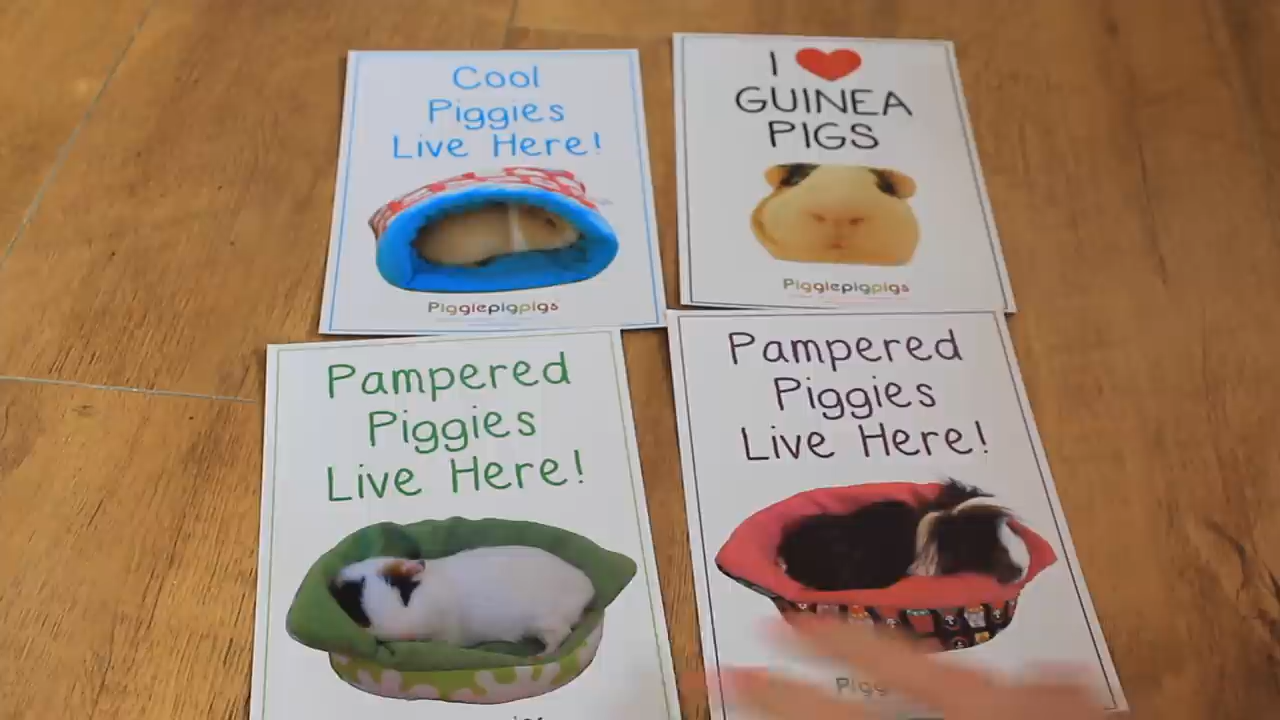 Cool
Piggies
Live Here!
Piggiepigpigs
I
GUINEA
PIGS
Piggiepigpigs
Pampered
Piggies
Live Here!
Pampered
Piggies
Live Here!